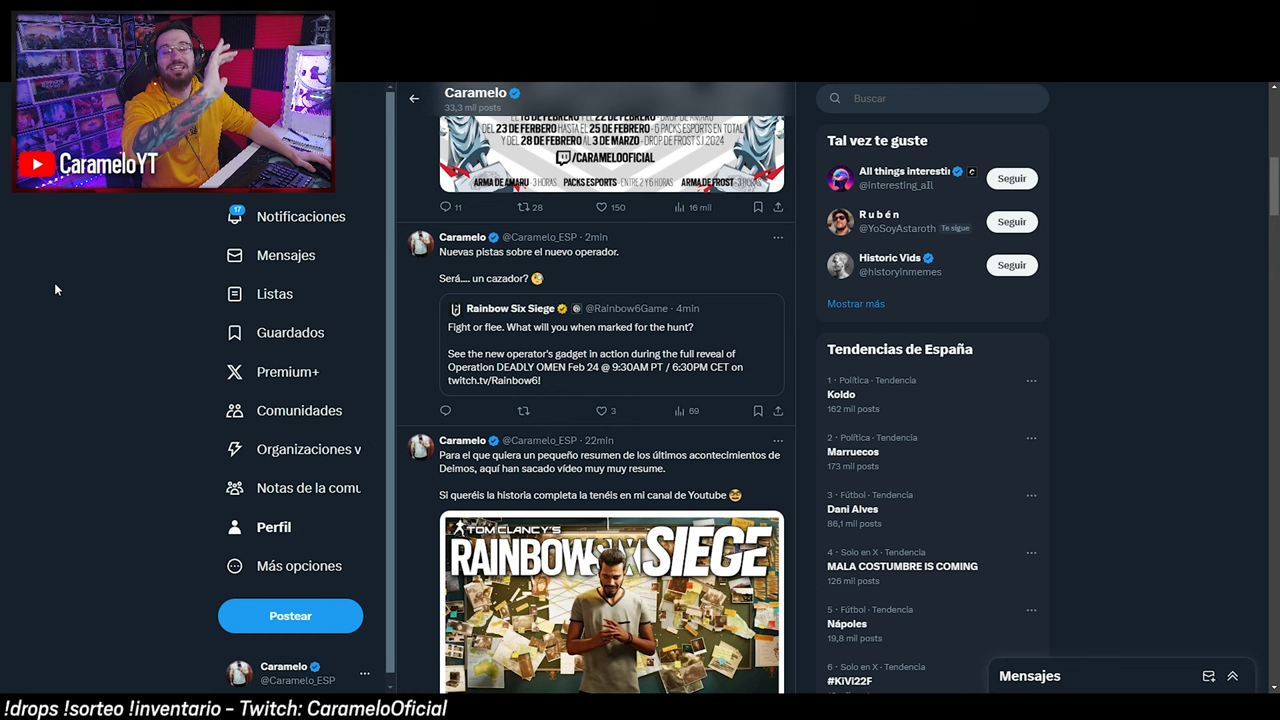 CarameloYT
Notificaciones
17
Mensajes
Listas
Guardados
Premium+
Comunidades
Organizaciones v
Notas de la comu
Perfil
Más opciones
Postear
Caramelo
@Caramelo_ESP
Caramelo
33,3 mil posts
DEL 23 DE FERBERO HASTA EL 25 DE FEBRERO - 6 PACKS ESPORTS EN TOTAL
Y DEL 28 DE FEBRERO AL 3 DE MARZO - DROP DE FROST SJ 2024
/CARAMELOOFICIAL
ARMA DE AMARU - 3 HORAS PACKS ESPORTS - ENTRE 2 Y 6 HORAS ARMA DE FROST - 3 HORAS
11 28 150 16 mil
Caramelo @Caramelo_ESP · 2min
Nuevas pistas sobre el nuevo operador.
Será.... un cazador?
Rainbow Six Siege @Rainbow6Game · 4min
Fight or flee. What will you when marked for the hunt?
See the new operator's gadget in action during the full reveal of
Operation DEADLY OMEN Feb 24 @ 9:30AM PT / 6:30PM CET on
twitch.tv/Rainbow6!
3 69
Caramelo @Caramelo_ESP · 22min
Para el que quiera un pequeño resumen de los últimos acontecimientos de
Deimos, aquí han sacado vídeo muy muy resume.
Si queréis la historia completa la tenéis en mi canal de Youtube
TOM CLANCY'S
RAINBOW SIX SIEGE
Buscar
Tal vez te guste
All things interestin
@interesting_aIl
Seguir
R u b é n
@YoSoyAstaroth Te sigue
Seguir
Historic Vids
@historyinmemes
Seguir
Mostrar más
Tendencias de España
1 · Política · Tendencia
Koldo
162 mil posts
2 · Política · Tendencia
Marruecos
173 mil posts
3 · Fútbol · Tendencia
Dani Alves
86,1 mil posts
4 · Solo en X · Tendencia
MALA COSTUMBRE IS COMING
126 mil posts
5 · Fútbol · Tendencia
Nápoles
19,8 mil posts
6 · Solo en X · Tendencia
#KiVi22F
Mensajes
!drops !sorteo !inventario - Twitch: CarameloOficial